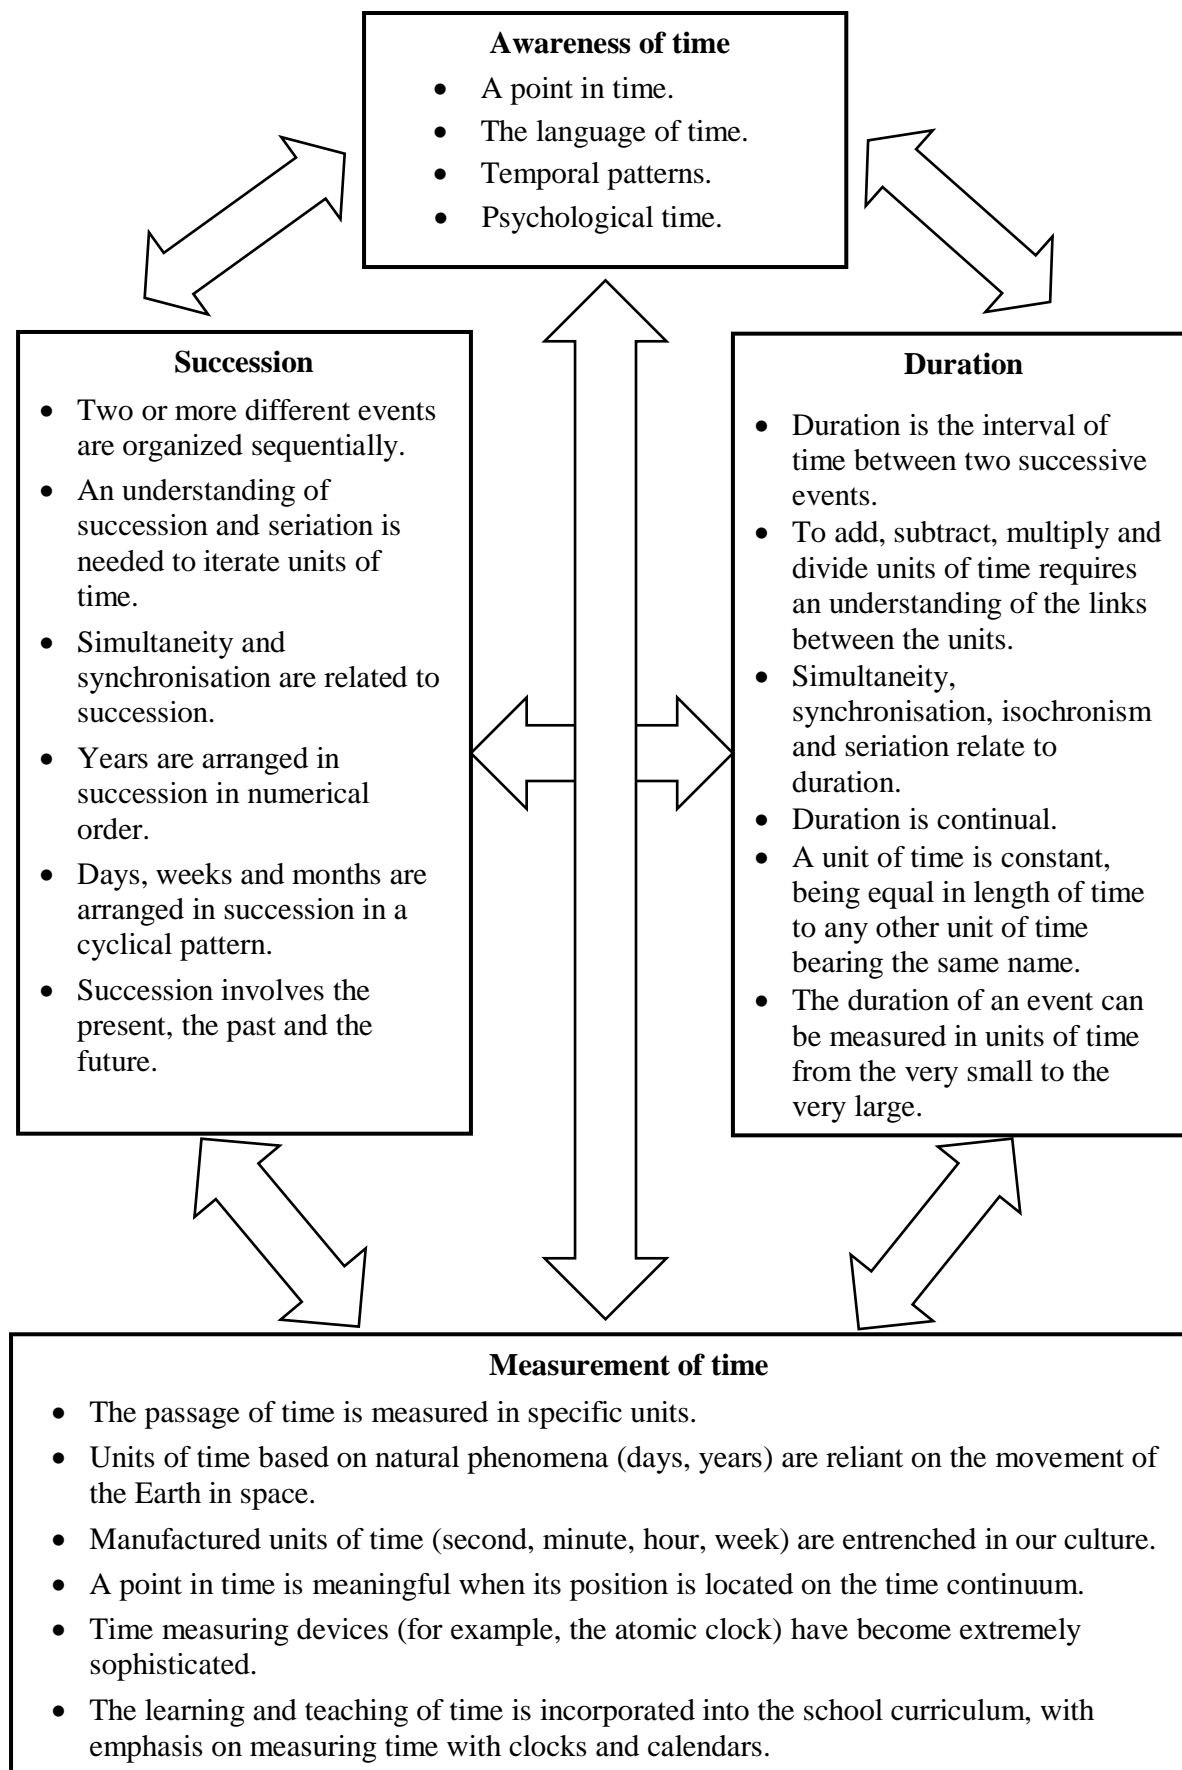 Awareness of time
• A point in time.
• The language of time.
• Temporal patterns.
• Psychological time.
Succession
• Two or more different events
are organized sequentially.
• An understanding of
succession and seriation is
needed to iterate units of
time.
• Simultaneity and
synchronisation are related to
succession.
• Years are arranged in
succession in numerical
order.
• Days, weeks and months are
arranged in succession in a
cyclical pattern.
• Succession involves the
present, the past and the
future.
Duration
• Duration is the interval of
time between two successive
events.
• To add, subtract, multiply and
divide units of time requires
an understanding of the links
between the units.
• Simultaneity,
synchronisation, isochronism
and seriation relate to
duration.
• Duration is continual.
• A unit of time is constant,
being equal in length of time
to any other unit of time
bearing the same name.
• The duration of an event can
be measured in units of time
from the very small to the
very large.
Measurement of time
• The passage of time is measured in specific units.
• Units of time based on natural phenomena (days, years) are reliant on the movement of
the Earth in space.
• Manufactured units of time (second, minute, hour, week) are entrenched in our culture.
• A point in time is meaningful when its position is located on the time continuum.
• Time measuring devices (for example, the atomic clock) have become extremely
sophisticated.
• The learning and teaching of time is incorporated into the school curriculum, with
emphasis on measuring time with clocks and calendars.